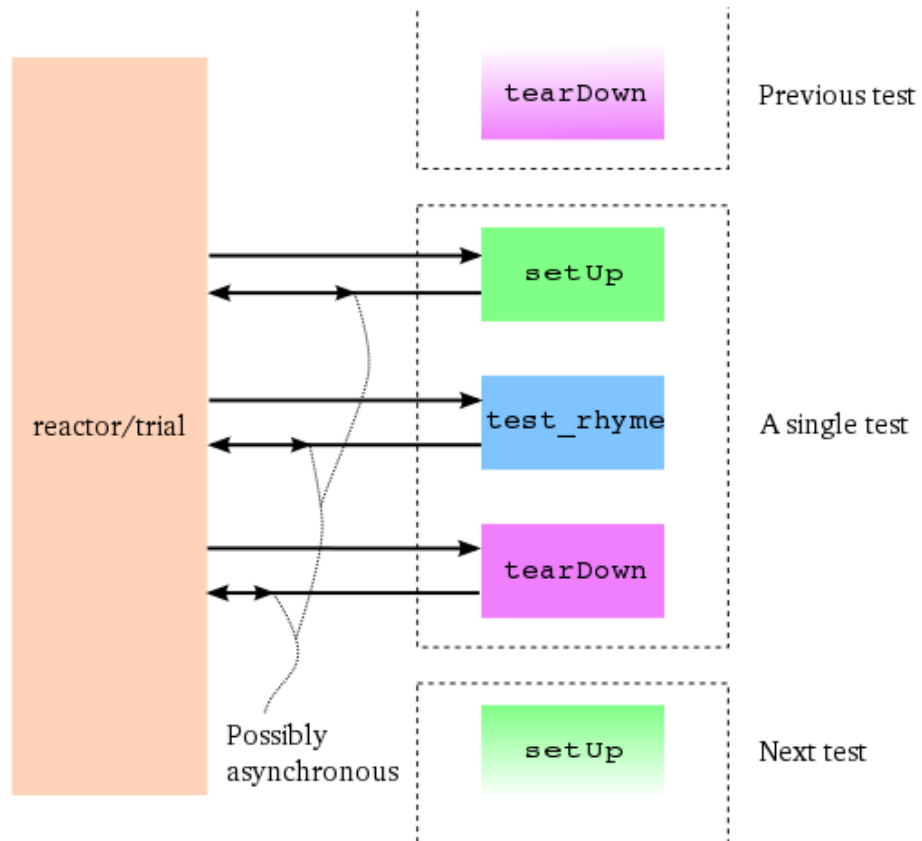 tearDown
Previous test
setUp
reactor/trial
test_rhyme
A single test
tearDown
Possibly
asynchronous
setUp
Next test